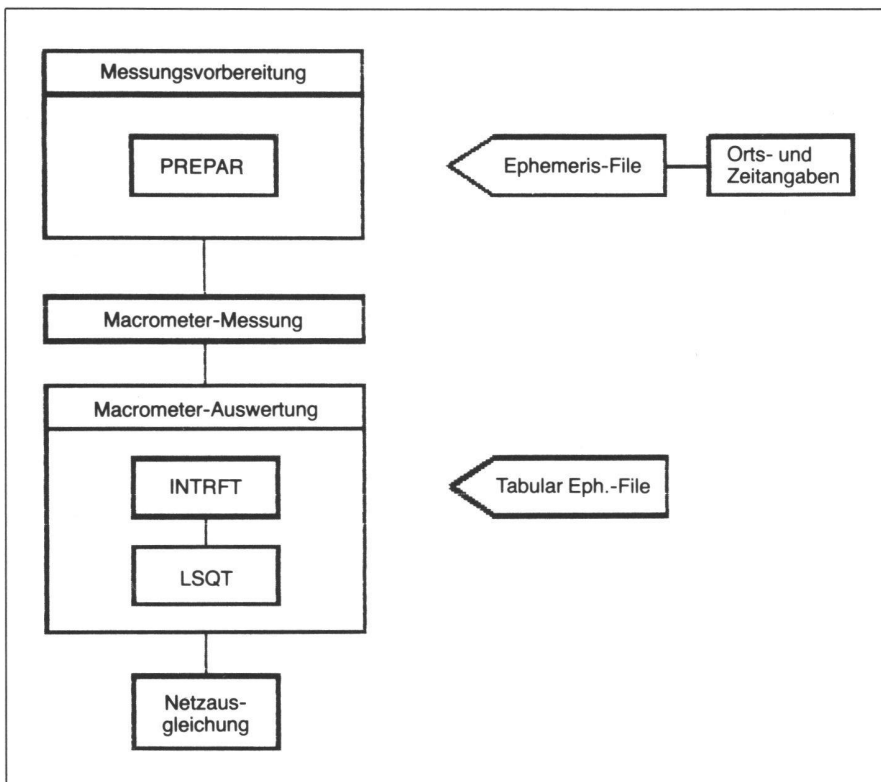 Messungsvorbereitung
PREPAR
Ephemeris-File
Orts- und
Zeitangaben
Macrometer-Messung
Macrometer-Auswertung
INTRFT
Tabular Eph.-File
LSQT
Netzaus-
gleichung